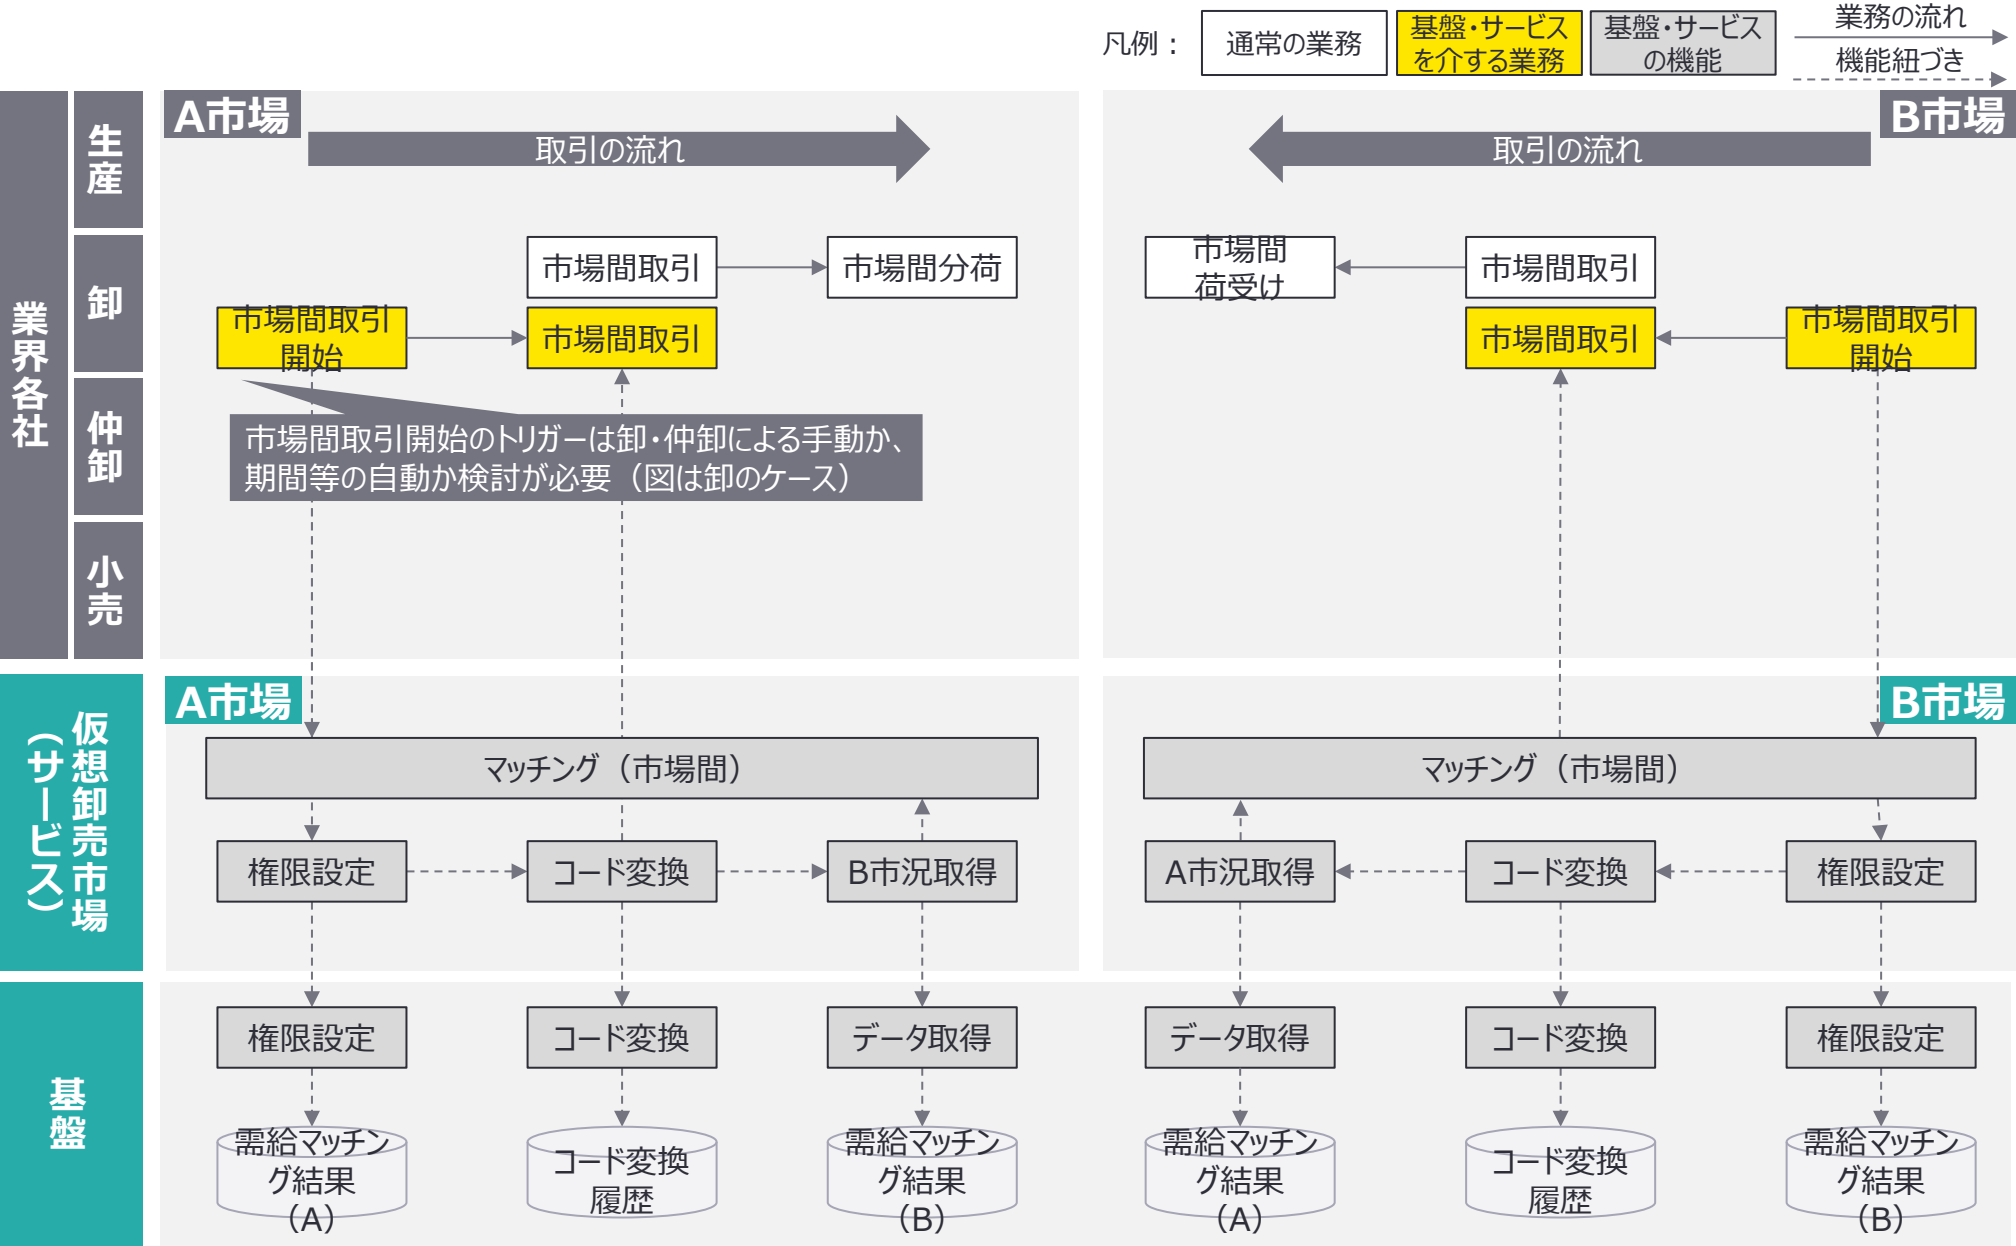 凡例：
通常の業務
基盤・サービス
を介する業務
基盤・サービス
の機能
業務の流れ
機能紐づき
業界各社
生産
卸
仲卸
小売
A市場
取引の流れ
市場間取引
市場間分荷
市場間取引
開始
市場間取引
市場間取引開始のトリガーは卸・仲卸による手動か、
期間等の自動か検討が必要（図は卸のケース）
B市場
取引の流れ
市場間
荷受け
市場間取引
市場間取引
市場間取引
開始
仮想卸売市場
（サービス）
A市場
マッチング（市場間）
権限設定
コード変換
B市況取得
B市場
マッチング（市場間）
A市況取得
コード変換
権限設定
基盤
権限設定
コード変換
データ取得
データ取得
コード変換
権限設定
需給マッチン
グ結果
（A）
コード変換
履歴
需給マッチン
グ結果
（B）
需給マッチン
グ結果
（A）
コード変換
履歴
需給マッチン
グ結果
（B）